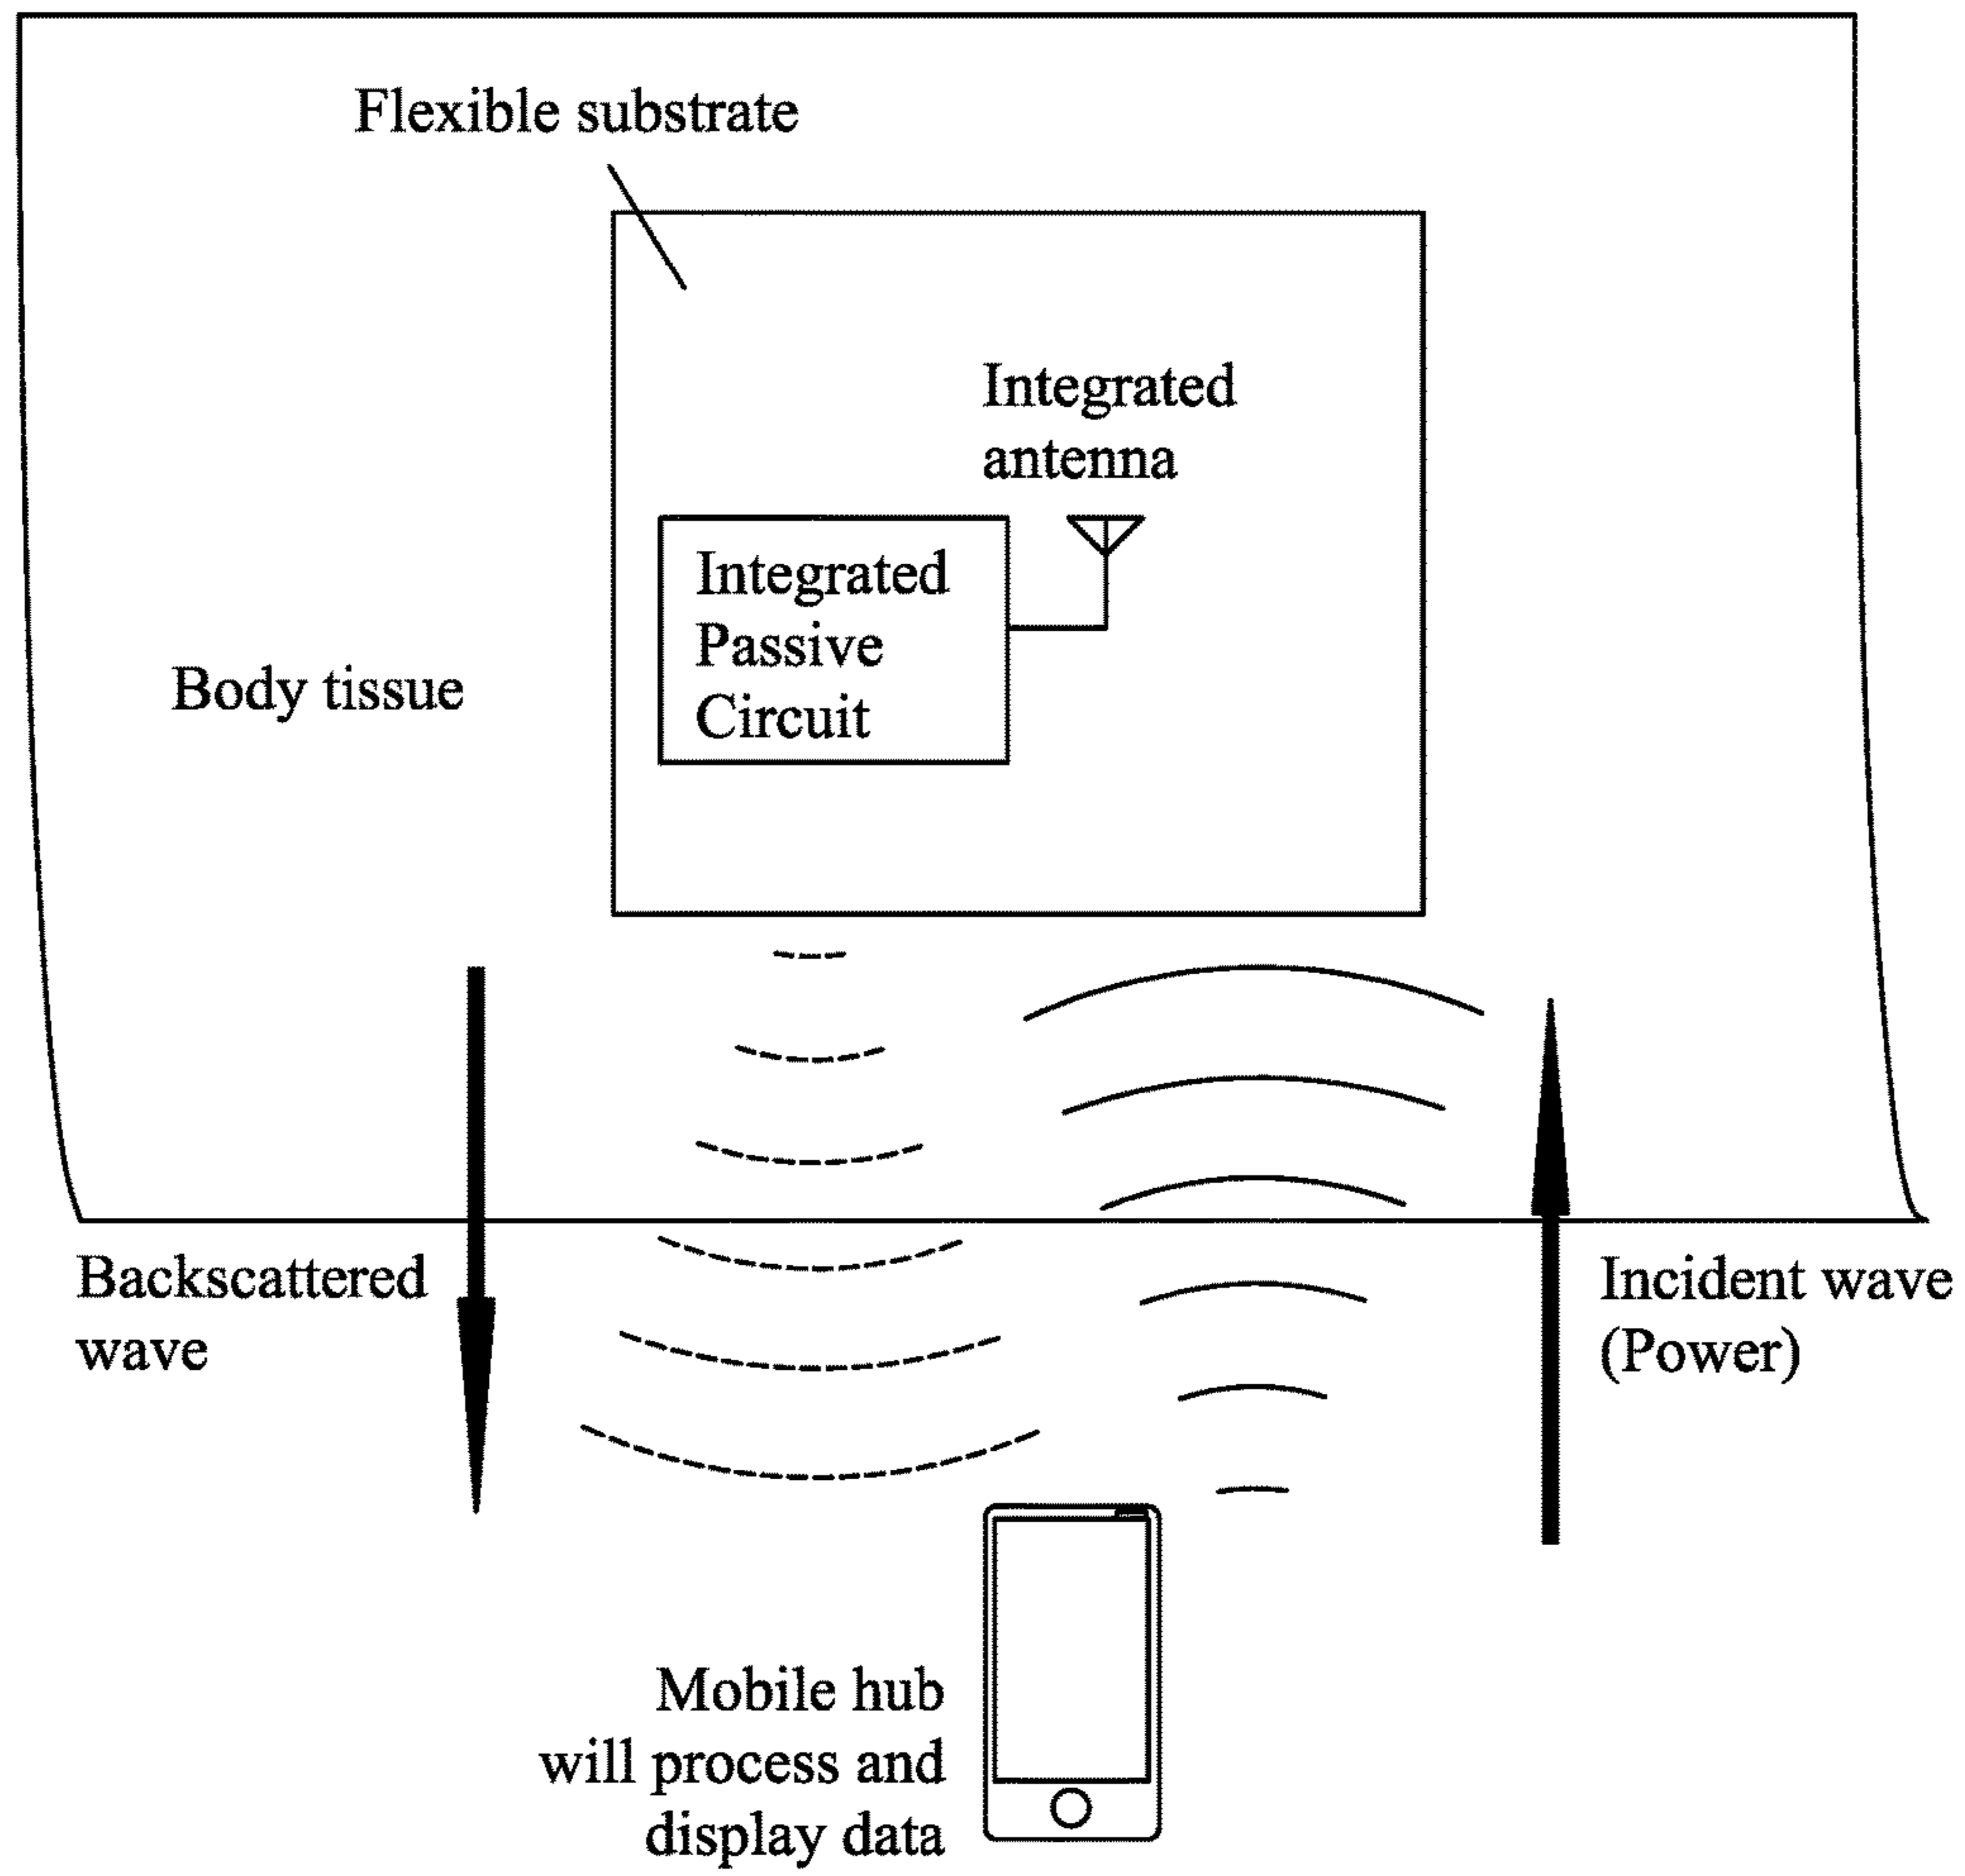 Flexible substrate
Integrated
antenna
Integrated
Passive
Circuit
Body tissue
Backscattered
wave
Incident wave
(Power)
Mobile hub
will process and
display data